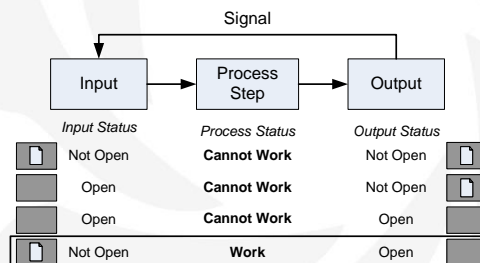 Signal
Input
Process
Step
Output
Input Status
Process Status
Output Status
Not Open
Cannot Work
Not Open
Open
Cannot Work
Not Open
Open
Cannot Work
Open
Not Open
Work
Open